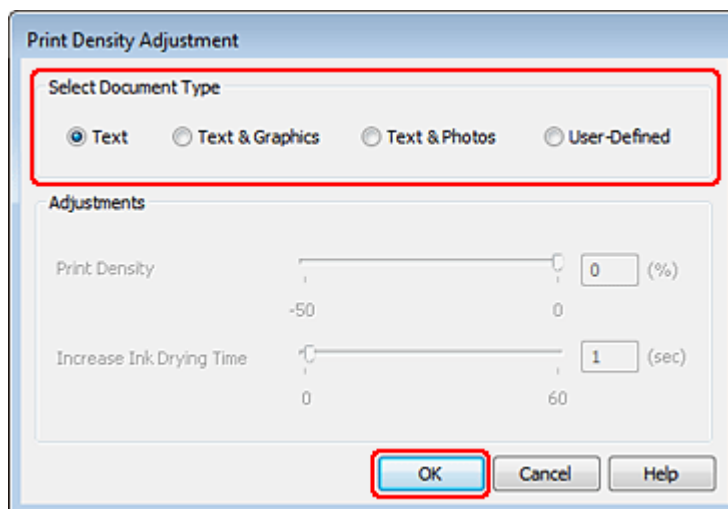 Print Density Adjustment
Select Document Type
Text Text & Graphics Text & Photos User-Defined
Adjustments
Print Density 0 (%)
-50 0
Increase Ink Drying Time 1 (sec)
0 60
OK Cancel Help